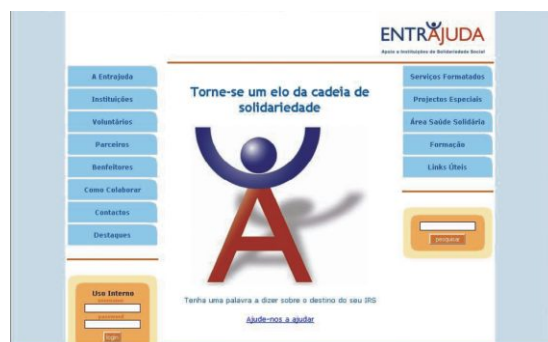 ENTRAJUDA
Apoio a Instituições de Solidariedade Social
A Entrajuda
Instituições
Voluntários
Parceiros
Benfeitores
Como Colaborar
Contactos
Destaques
Torne-se um elo da cadeia de
solidariedade
Tenha uma palavra a dizer sobre o destino do seu IRS
Ajude-nos a ajudar
Serviços Formatados
Projectos Especiais
Área Saúde Solidária
Formação
Links Úteis
pesquisa
Uso Interno
password
login